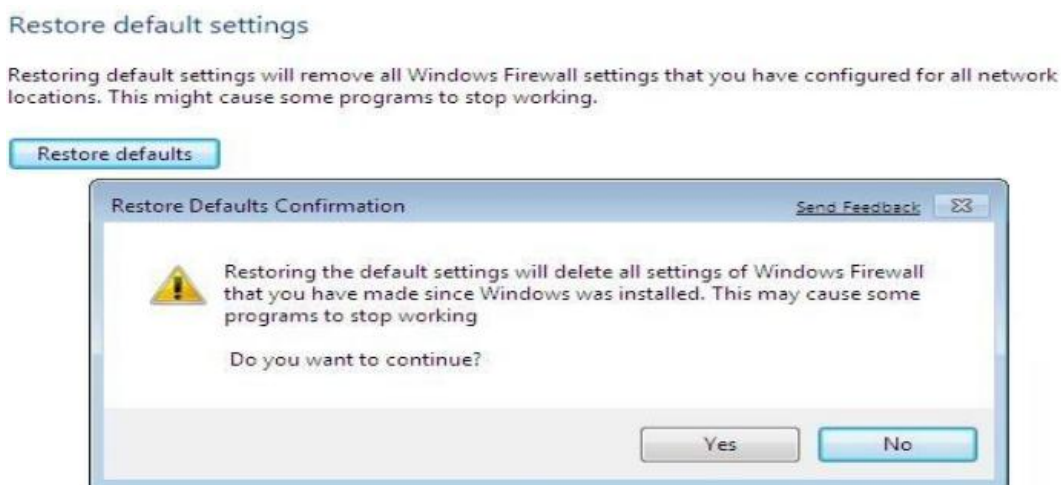 Restore default settings
Restoring default settings will remove all Windows Firewall settings that you have configured for all network
locations. This might cause some programs to stop working.
Restore defaults
Restore Defaults Confirmation
Send Feedback
Restoring the default settings will delete all settings of Windows Firewall
that you have made since Windows was installed. This may cause some
programs to stop working
Do you want to continue?
Yes
No